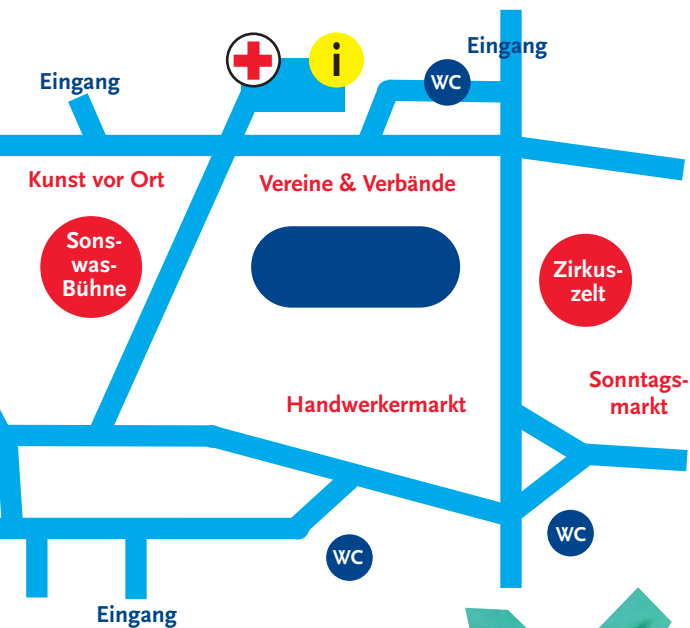 Eingang
i
WC
Eingang
Kunst vor Ort
Vereine & Verbände
Sons-
was-
Bühne
Zirkus-
zelt
Sonntags-
markt
Handwerkermarkt
WC
WC
Eingang